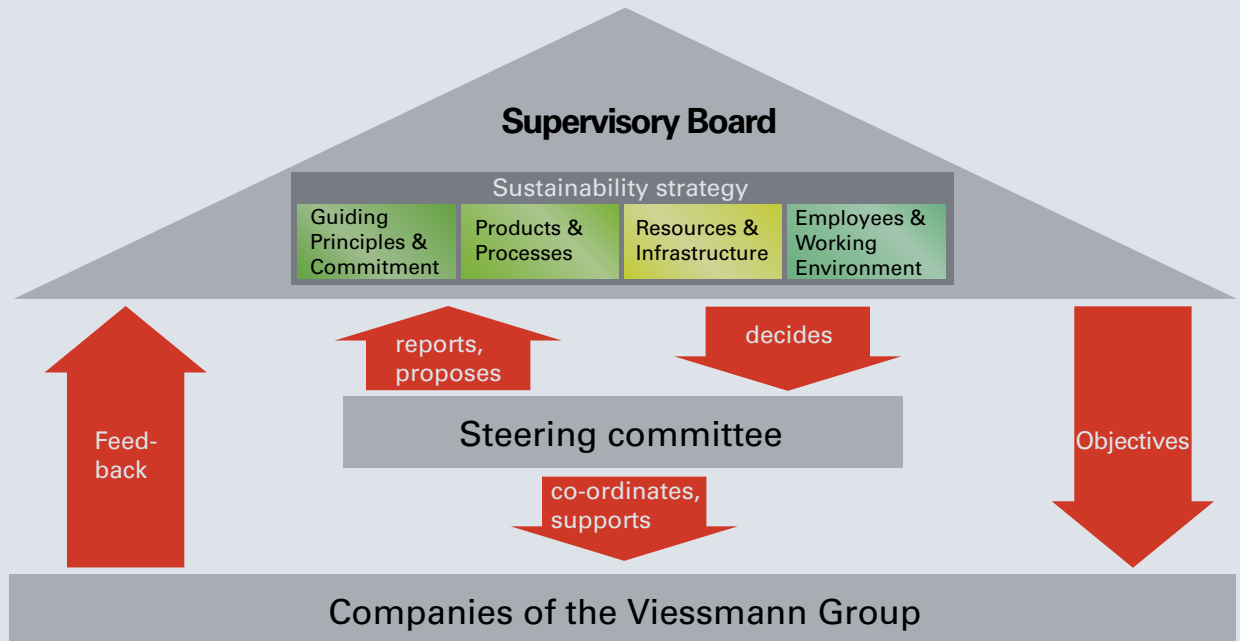 Supervisory Board
Sustainability strategy
Guiding
Principles &
Commitment
Products &
Processes
Resources &
Infrastructure
Employees &
Working
Environment
reports,
proposes
decides
Feed-
back
Steering committee
Objectives
co-ordinates,
supports
Companies of the Viessmann Group